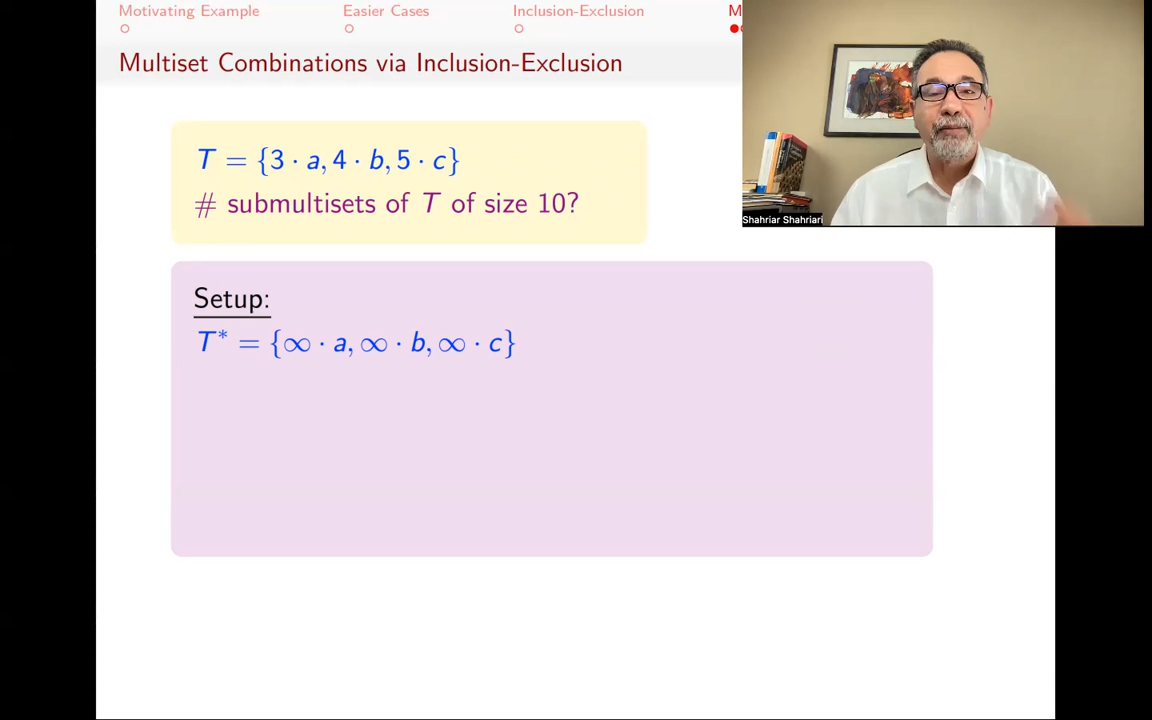 Motivating Example
Easier Cases
Inclusion-Exclusion
M
Multiset Combinations via Inclusion-Exclusion
T = {3 · a, 4 · b, 5 · c}
# submultisets of T of size 10?
Setup:
T* = {∞ · a, ∞ · b, ∞ · c}
Shahriar Shahriari